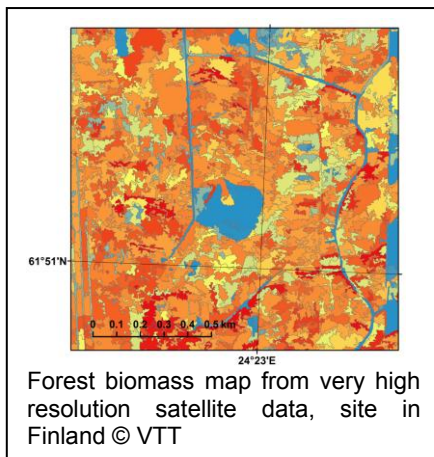 61°51'N
0 0.1 0.2 0.3 0.4 0.5 km
24°23'E
Forest biomass map from very high
resolution satellite data, site in
Finland © VTT